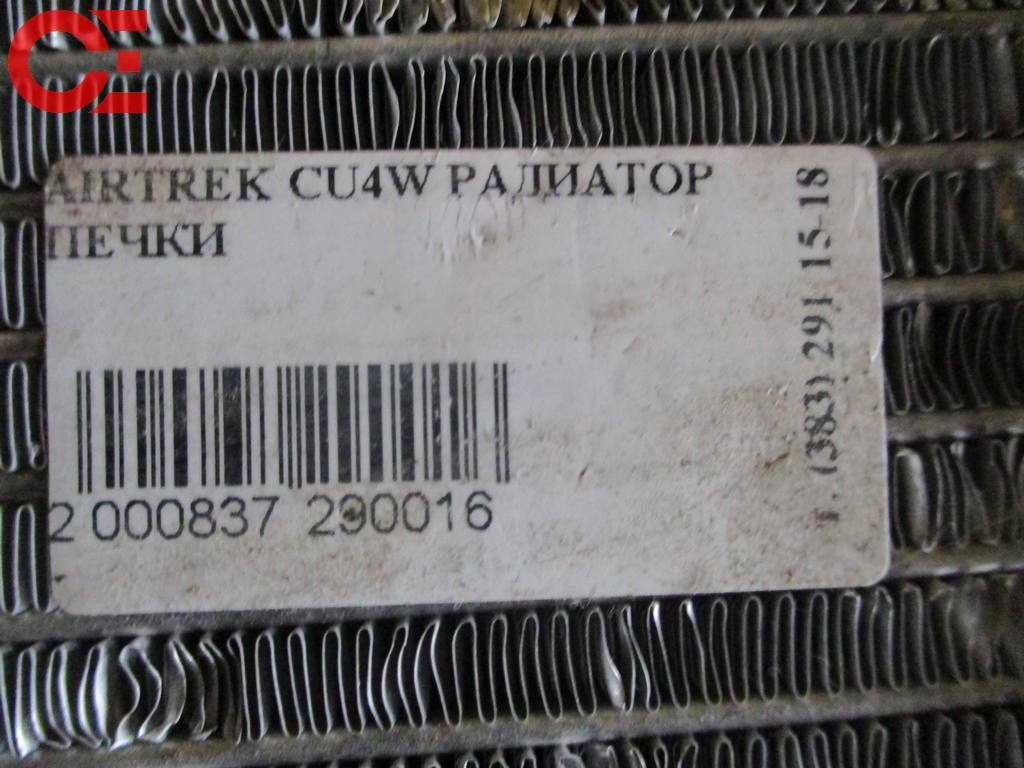 AIRTREK CU4W РАДИАТОР
ПЕЧКИ
2 000837 290016
т. (383) 291 15-18